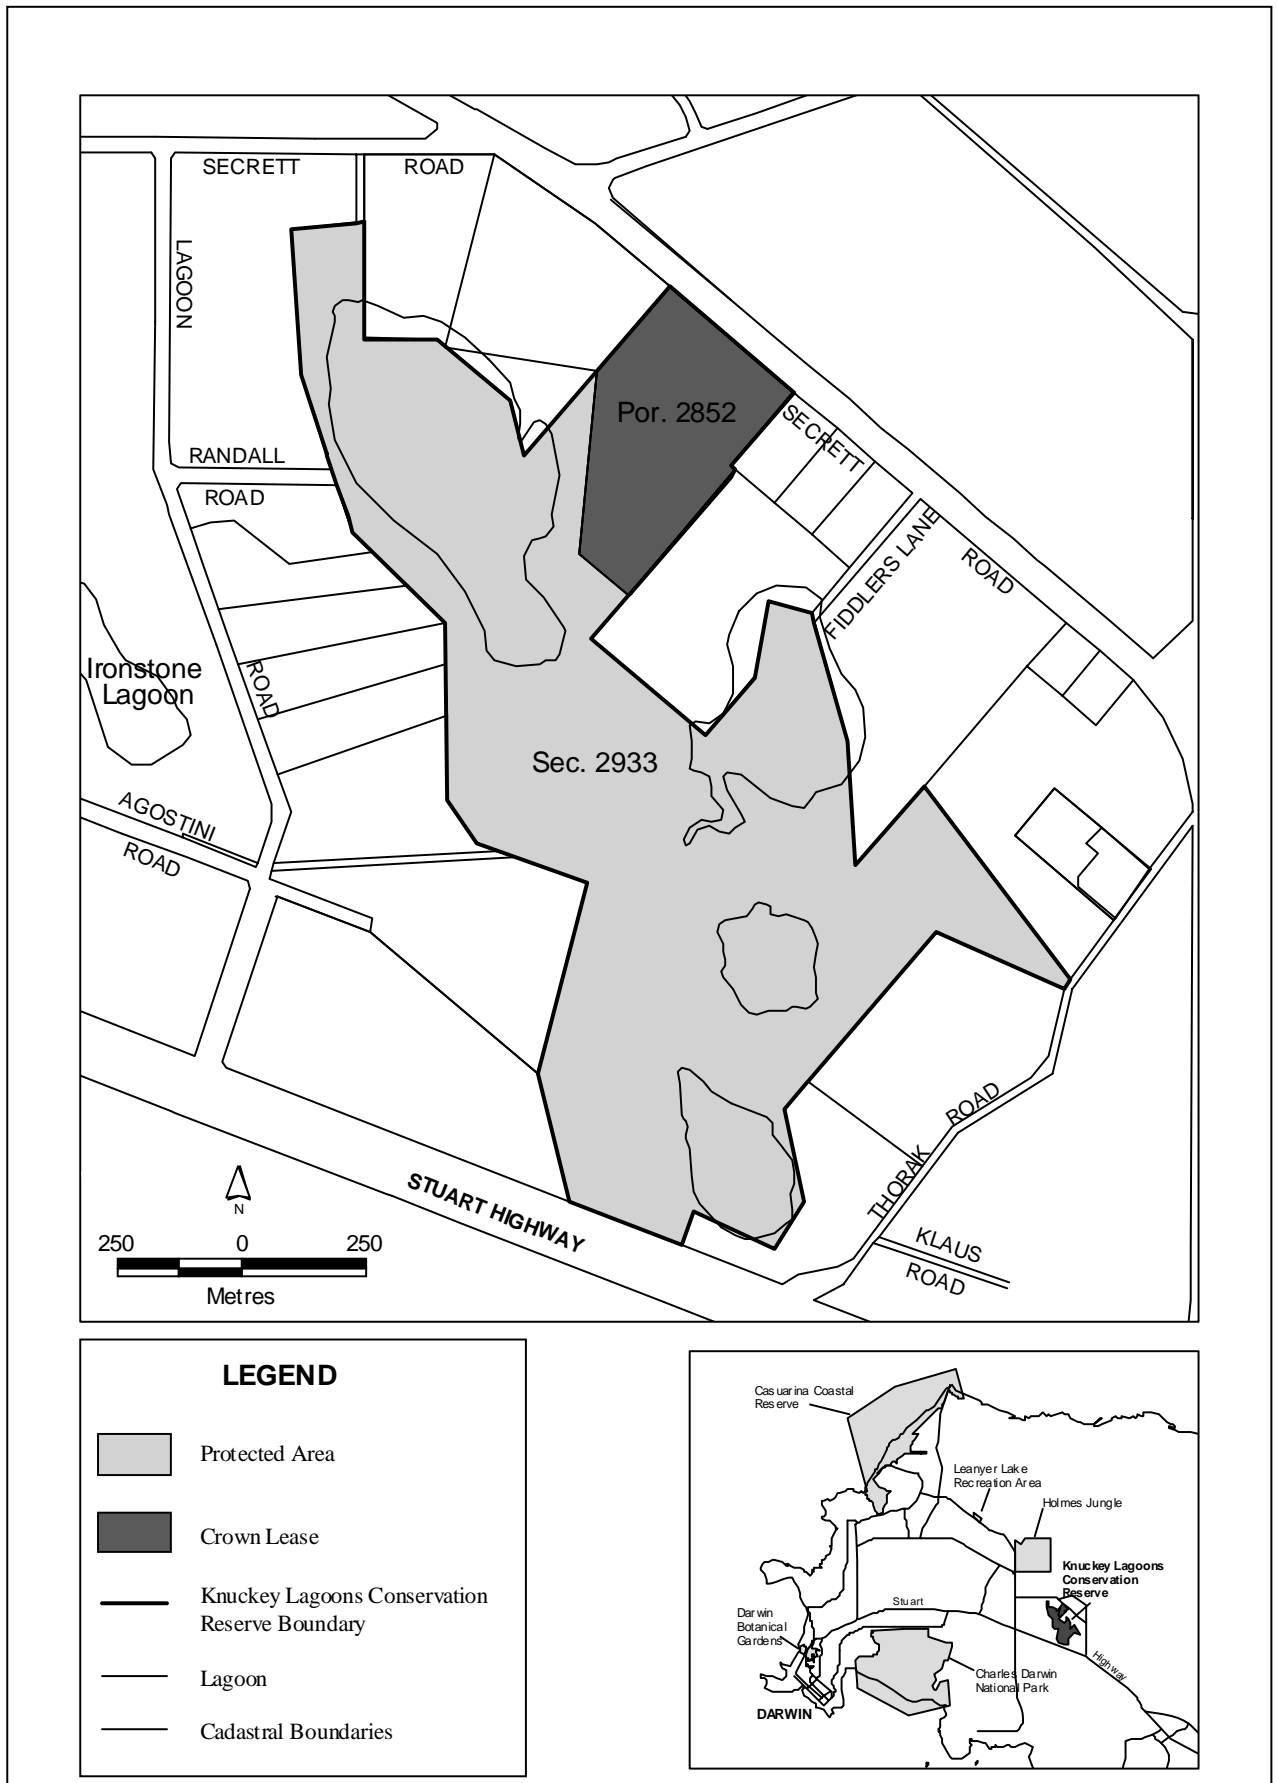 SECRETT ROAD
LAGOON
Por. 2852
SECRETT
RANDALL
ROAD
FIDDLERS LANE
ROAD
Ironstone
Lagoon
ROAD
Sec. 2933
AGOSTINI
ROAD
THORAK ROAD
STUART HIGHWAY
N
KLAUS
ROAD
250 0 250
Metres
LEGEND
Protected Area
Crown Lease
Knuckey Lagoons Conservation
Reserve Boundary
Lagoon
Cadastral Boundaries
Casuarina Coastal
Reserve
Leanyer Lake
Recreation Area
Holmes Jungle
Knuckey Lagoons
Conservation
Reserve
Stuart
Highway
Darwin
Botanical
Gardens
Charles Darwin
National Park
DARWIN